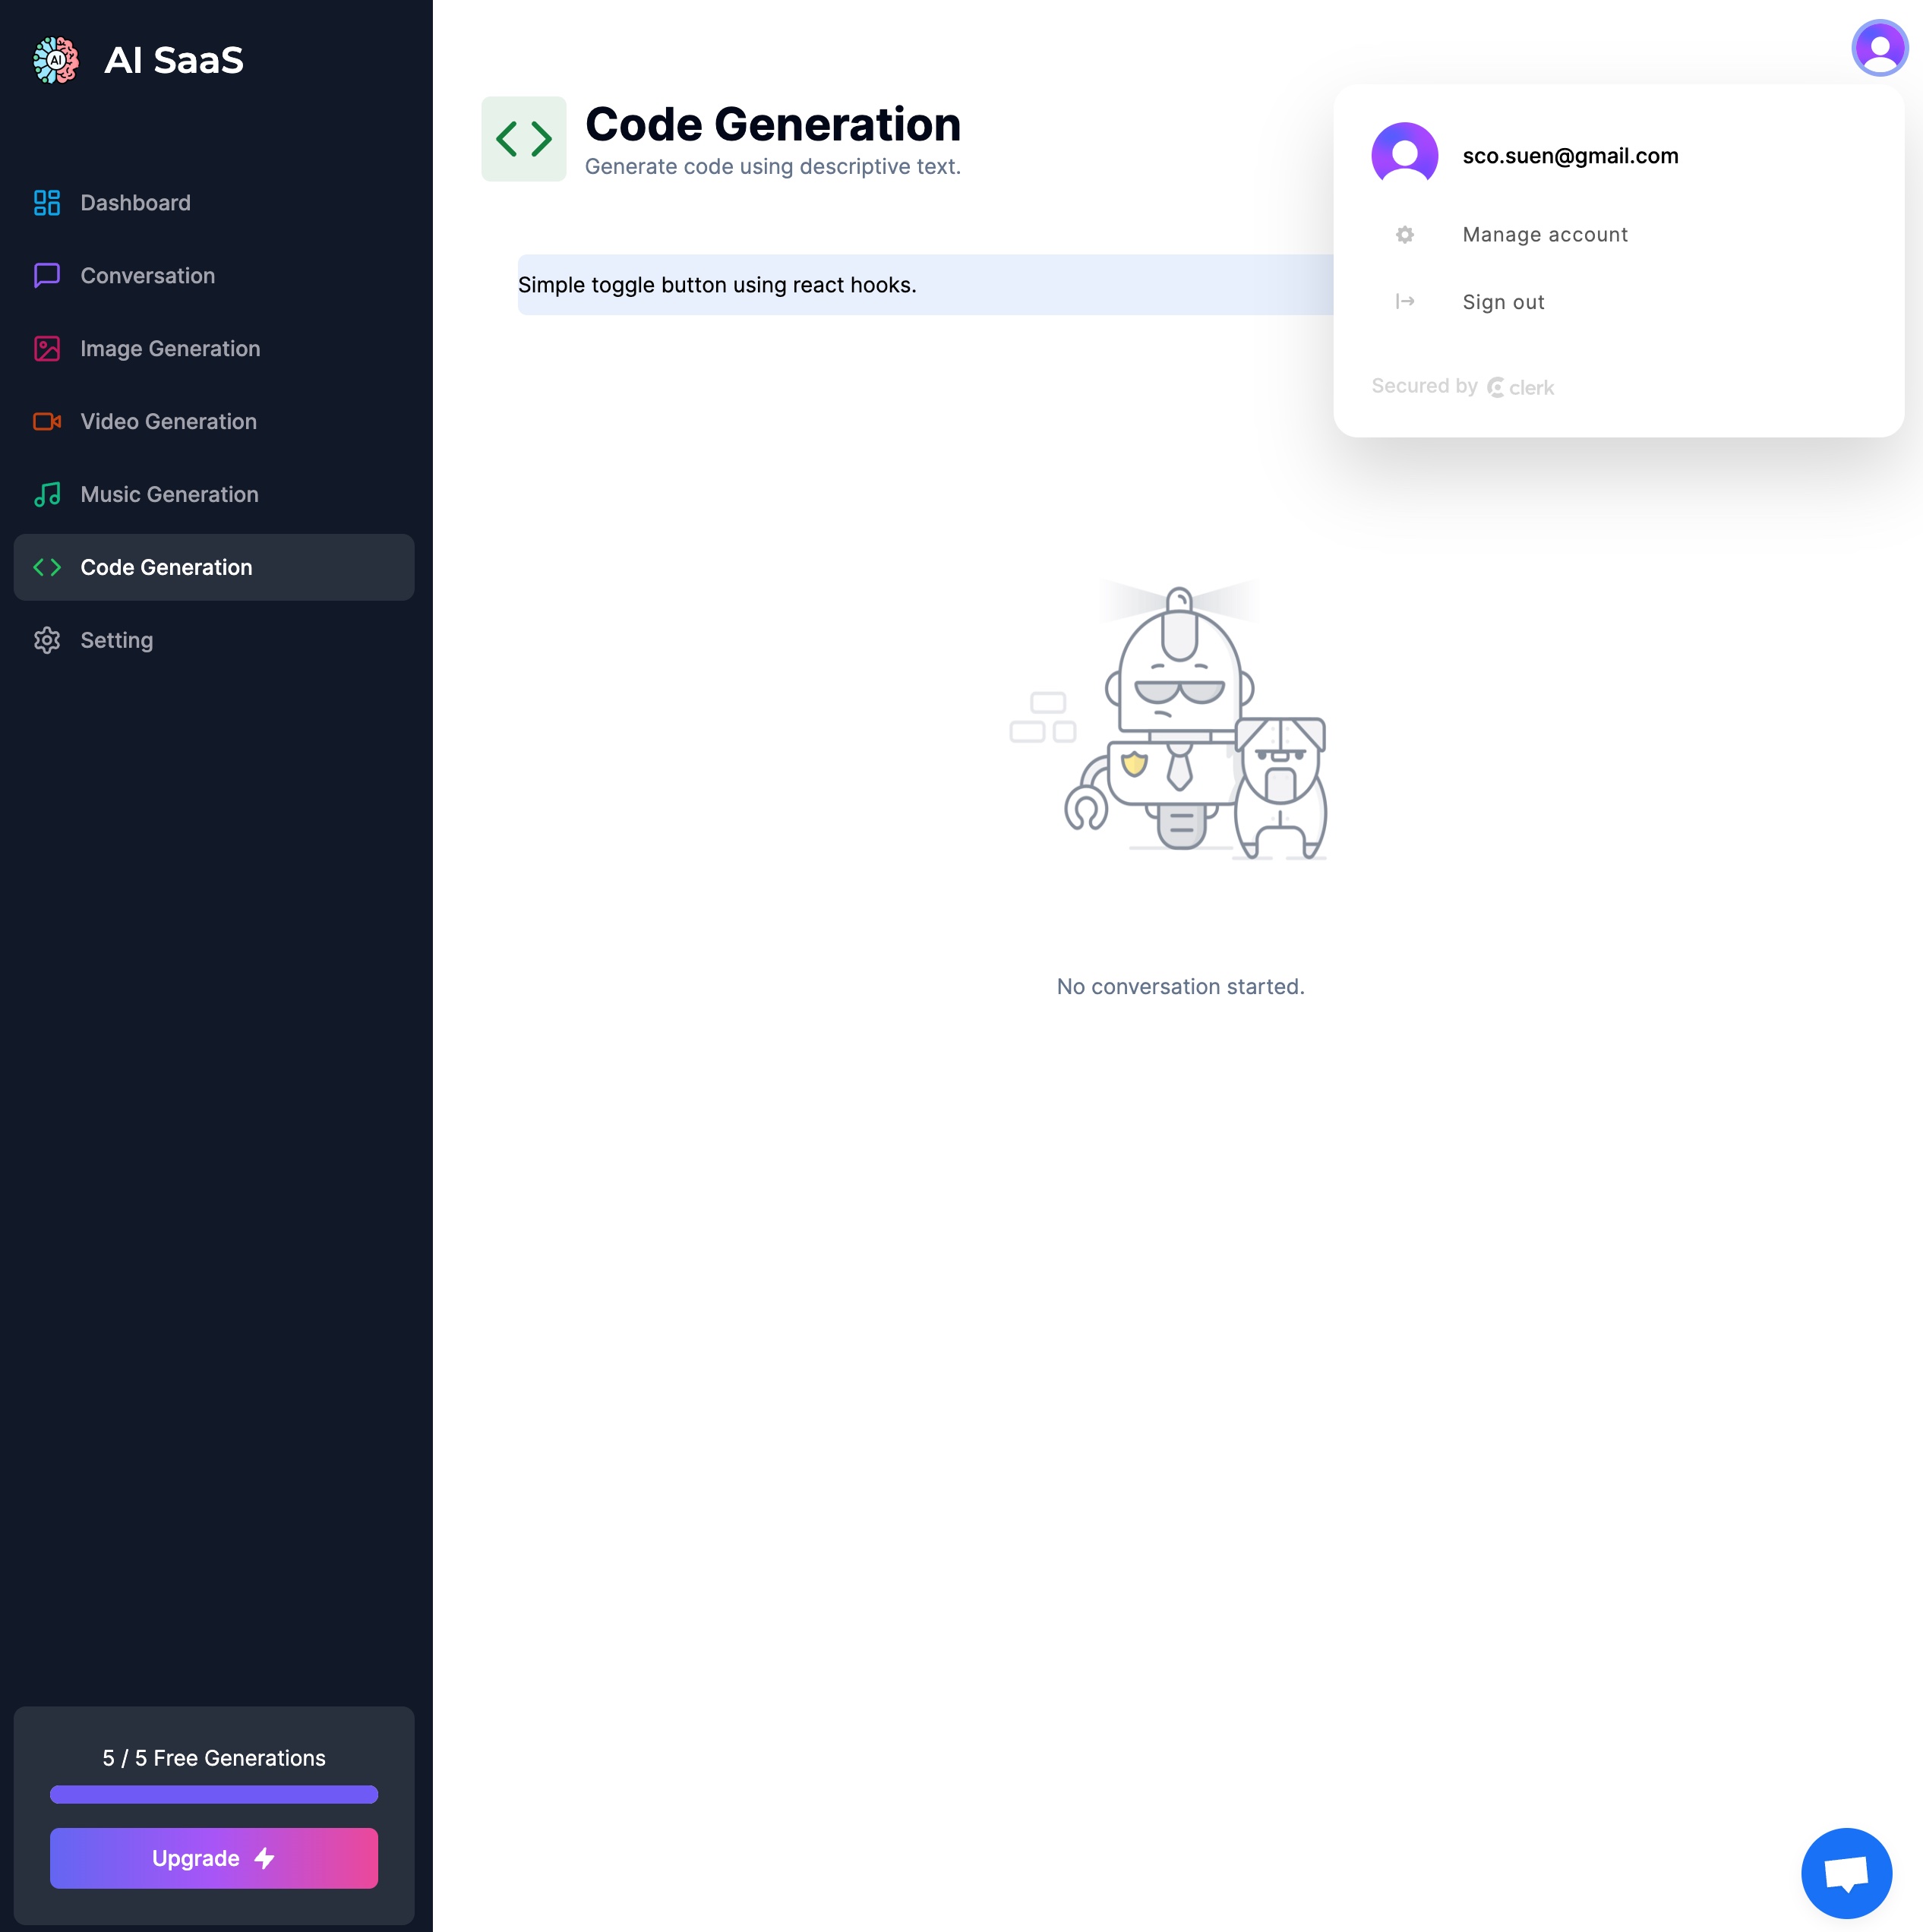 AI
AI SaaS
Dashboard
Conversation
Image Generation
Video Generation
Music Generation
Code Generation
Setting
5 / 5 Free Generations
Upgrade
Code Generation
Generate code using descriptive text.
Simple toggle button using react hooks.
No conversation started.
sco.suen@gmail.com
Manage account
Sign out
Secured by clerk